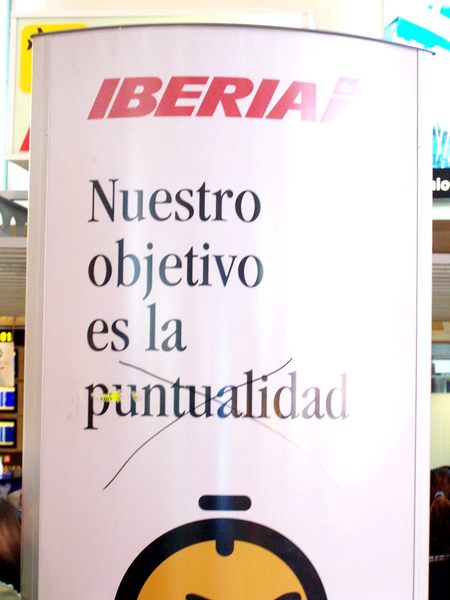 IBERIA
Nuestro
objetivo
es la
puntualidad